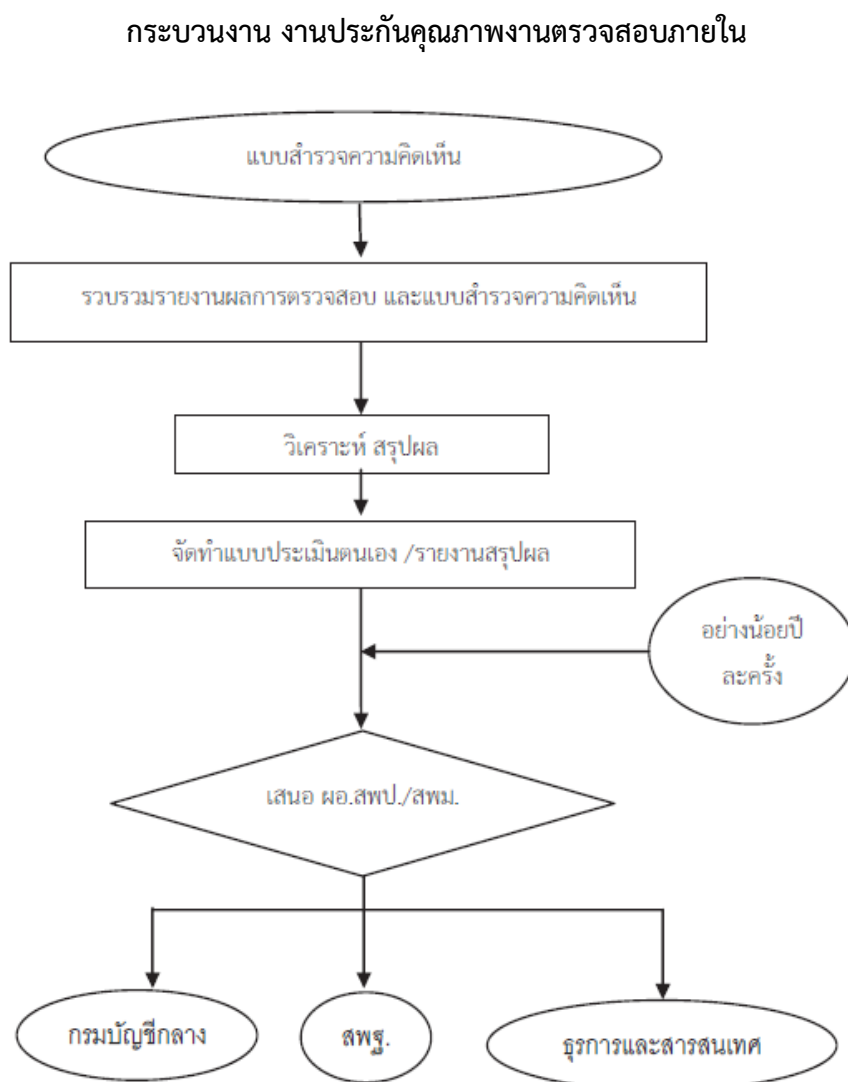 กระบวนงาน งานประกันคุณภาพงานตรวจสอบภายใน
แบบสำรวจความคิดเห็น
รวบรวมรายงานผลการตรวจสอบ และแบบสำรวจความคิดเห็น
วิเคราะห์ สรุปผล
จัดทำแบบประเมินตนเอง /รายงานสรุปผล
อย่างน้อยปี
ละครั้ง
เสนอ ผอ.สพป./สพม.
กรมบัญชีกลาง
สพฐ.
ธุรการและสารสนเทศ